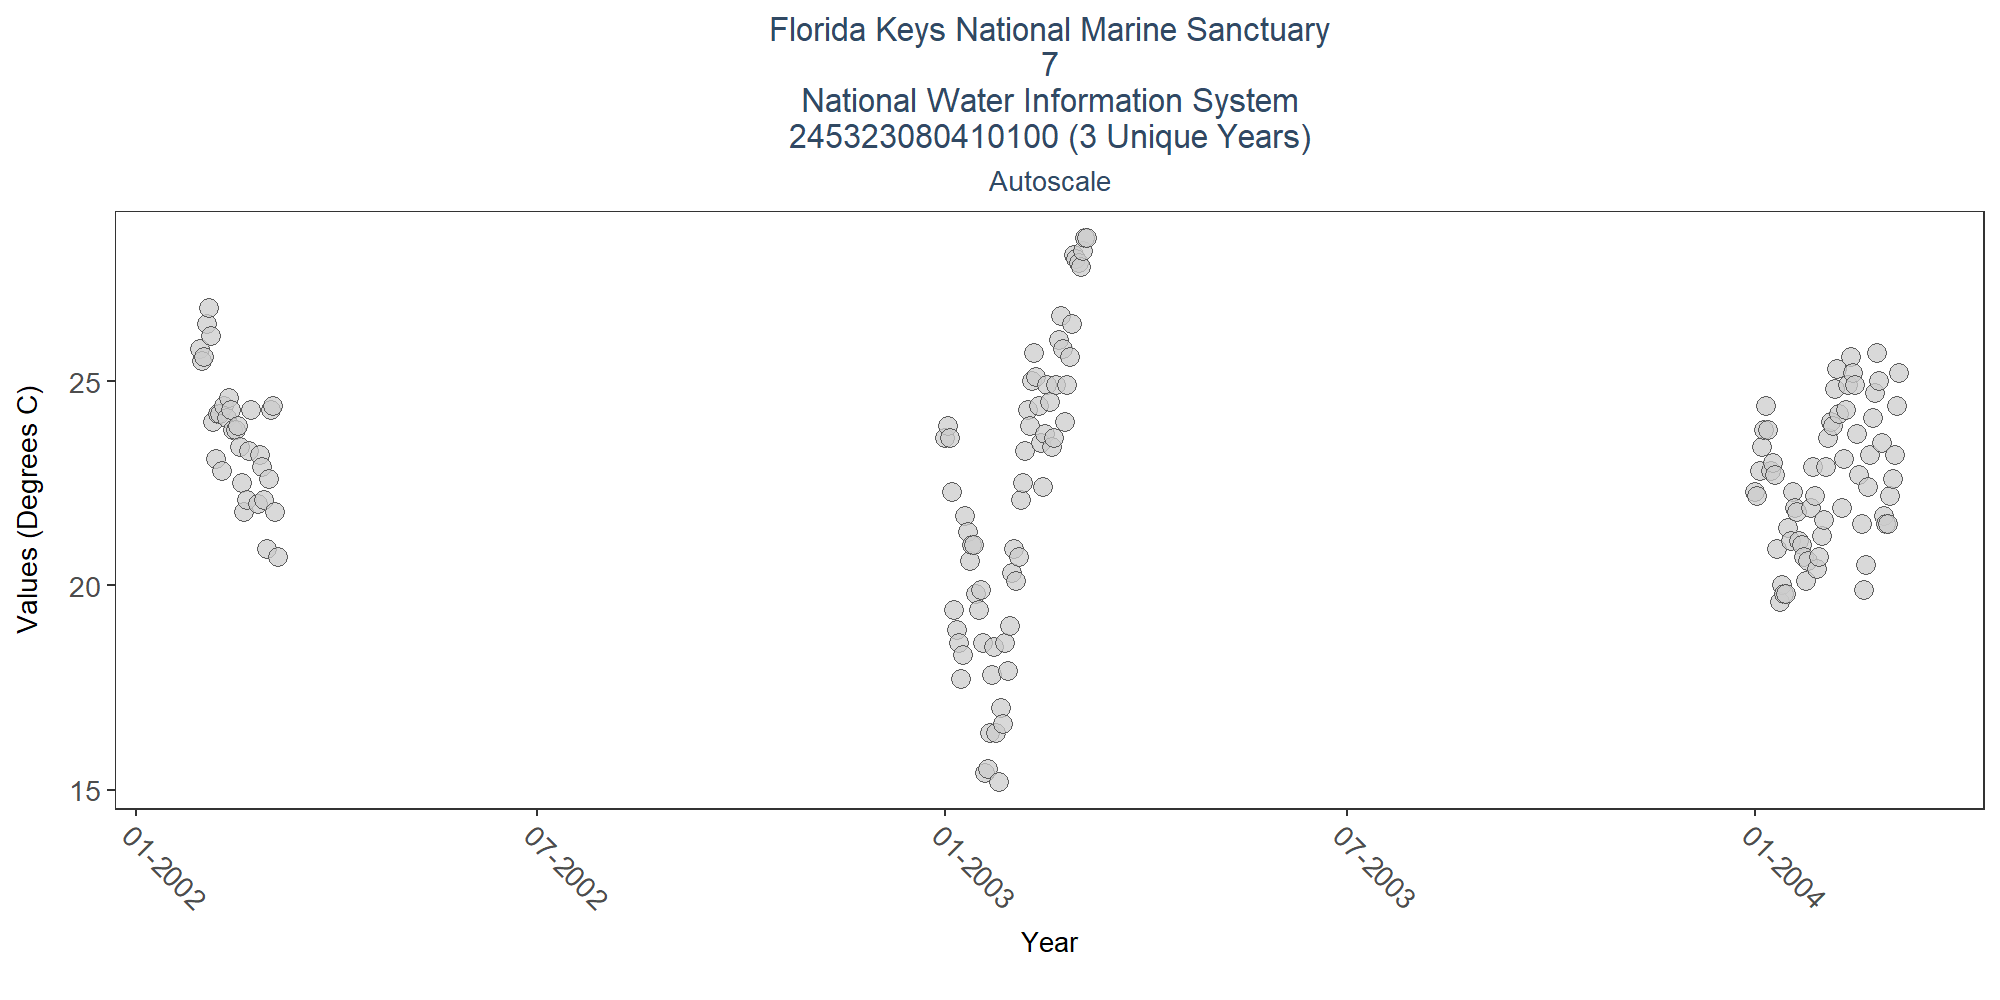 Florida Keys National Marine Sanctuary
7
National Water Information System
245323080410100 (3 Unique Years)
Autoscale
Values (Degrees C)
25
20
15
01-2002
07-2002
01-2003
07-2003
01-2004
Year